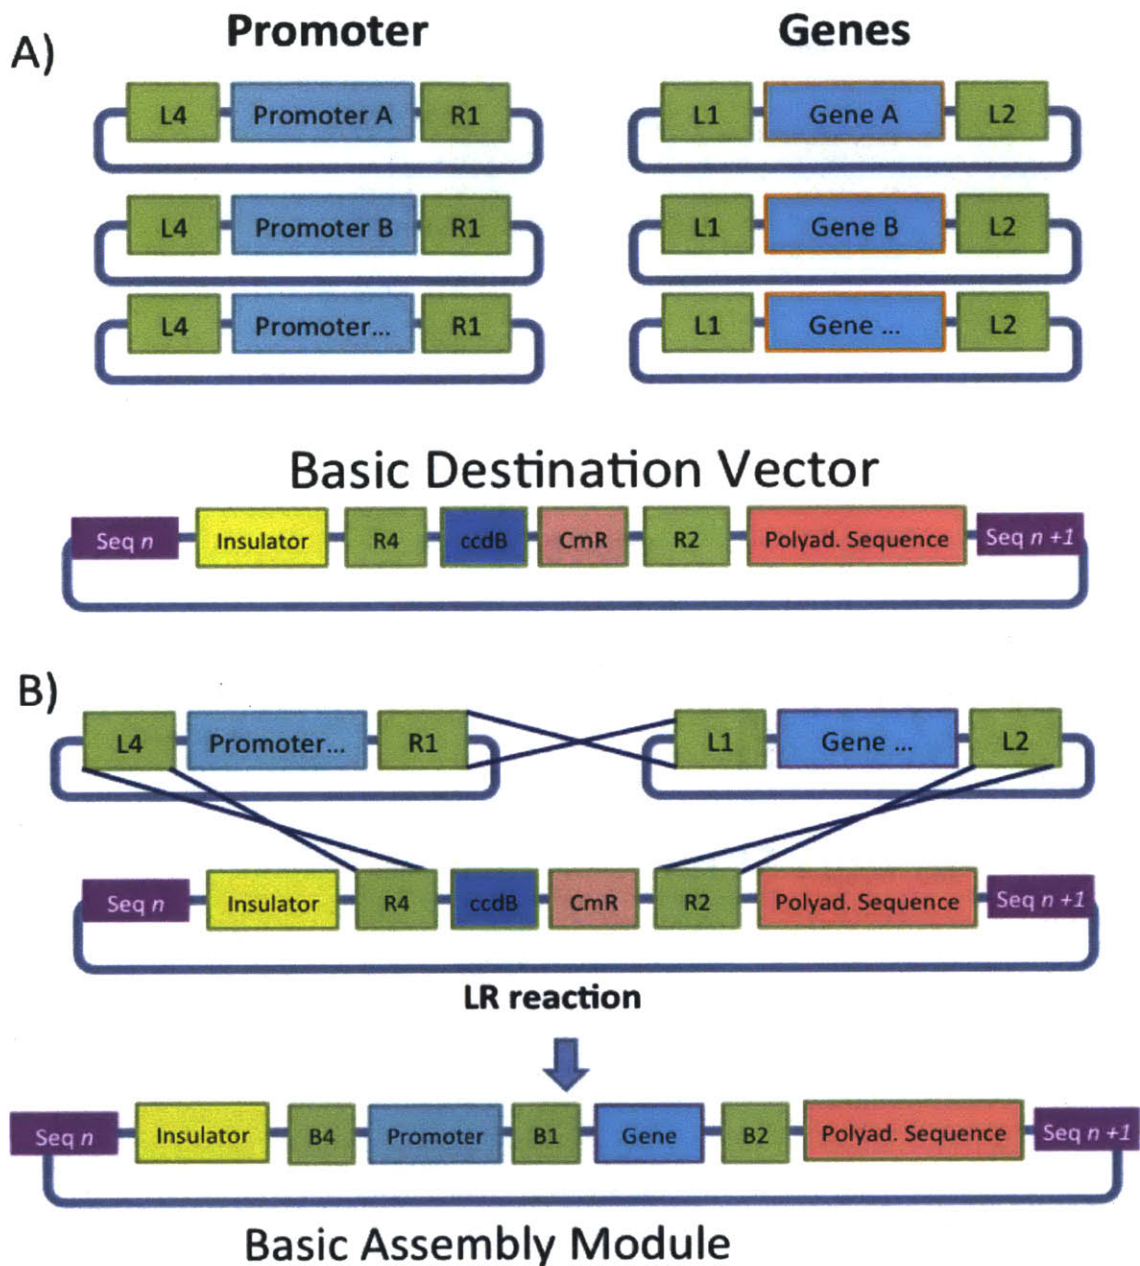 A)
Promoter Genes
L4 Promoter A R1 L1 Gene A L2
L4 Promoter B R1 L1 Gene B L2
L4 Promoter... R1 L1 Gene ... L2
Basic Destination Vector
Seq n Insulator R4 ccdB CmR R2 Polyad. Sequence Seq n +1
B)
L4 Promoter... R1 L1 Gene ... L2
Seq n Insulator R4 ccdB CmR R2 Polyad. Sequence Seq n +1
LR reaction
Seq n Insulator B4 Promoter B1 Gene B2 Polyad. Sequence Seq n +1
Basic Assembly Module